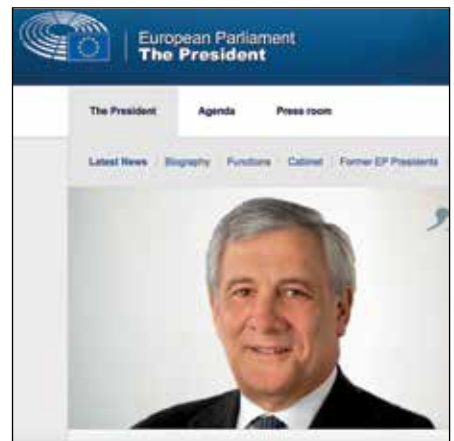 European Parliament
The President
The President Agenda Press room
Latest News Biography Functions Cabinet Former EP Presidents